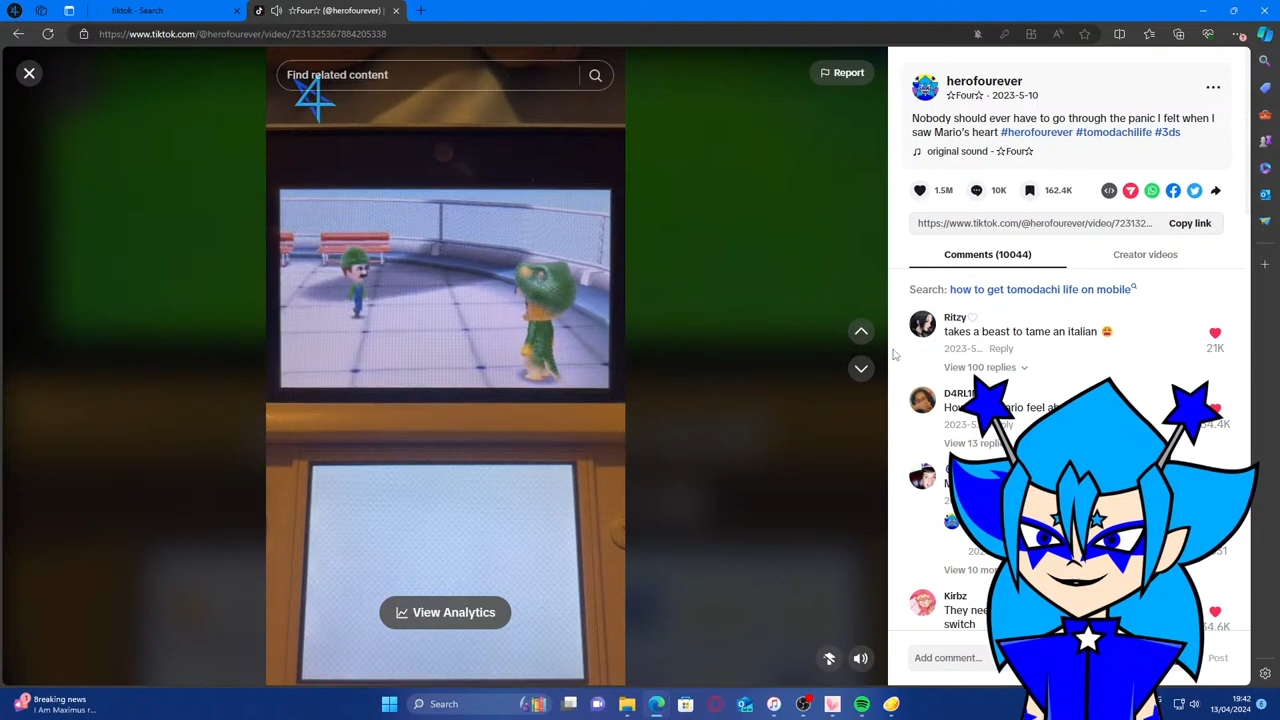 tiktok - Search
☆Four☆ (@herofourever) |
https://www.tiktok.com/@herofourever/video/7231325367884205338
Find related content
4
Report
View Analytics
herofourever
☆Four☆ · 2023-5-10
Nobody should ever have to go through the panic I felt when I
saw Mario's heart #herofourever #tomodachilife #3ds
original sound - ☆Four☆
1.5M
10K
162.4K
https://www.tiktok.com/@herofourever/video/723132...
Copy link
Comments (10044)
Creator videos
Search: how to get tomodachi life on mobile
Ritzy♡
takes a beast to tame an italian 😩
2023-5... Reply
21K
View 100 replies
View 13
View 10
Kirbz
They
switch
Add comment...
Post
Breaking news
I Am Maximus r...
Search
19:42
13/04/2024